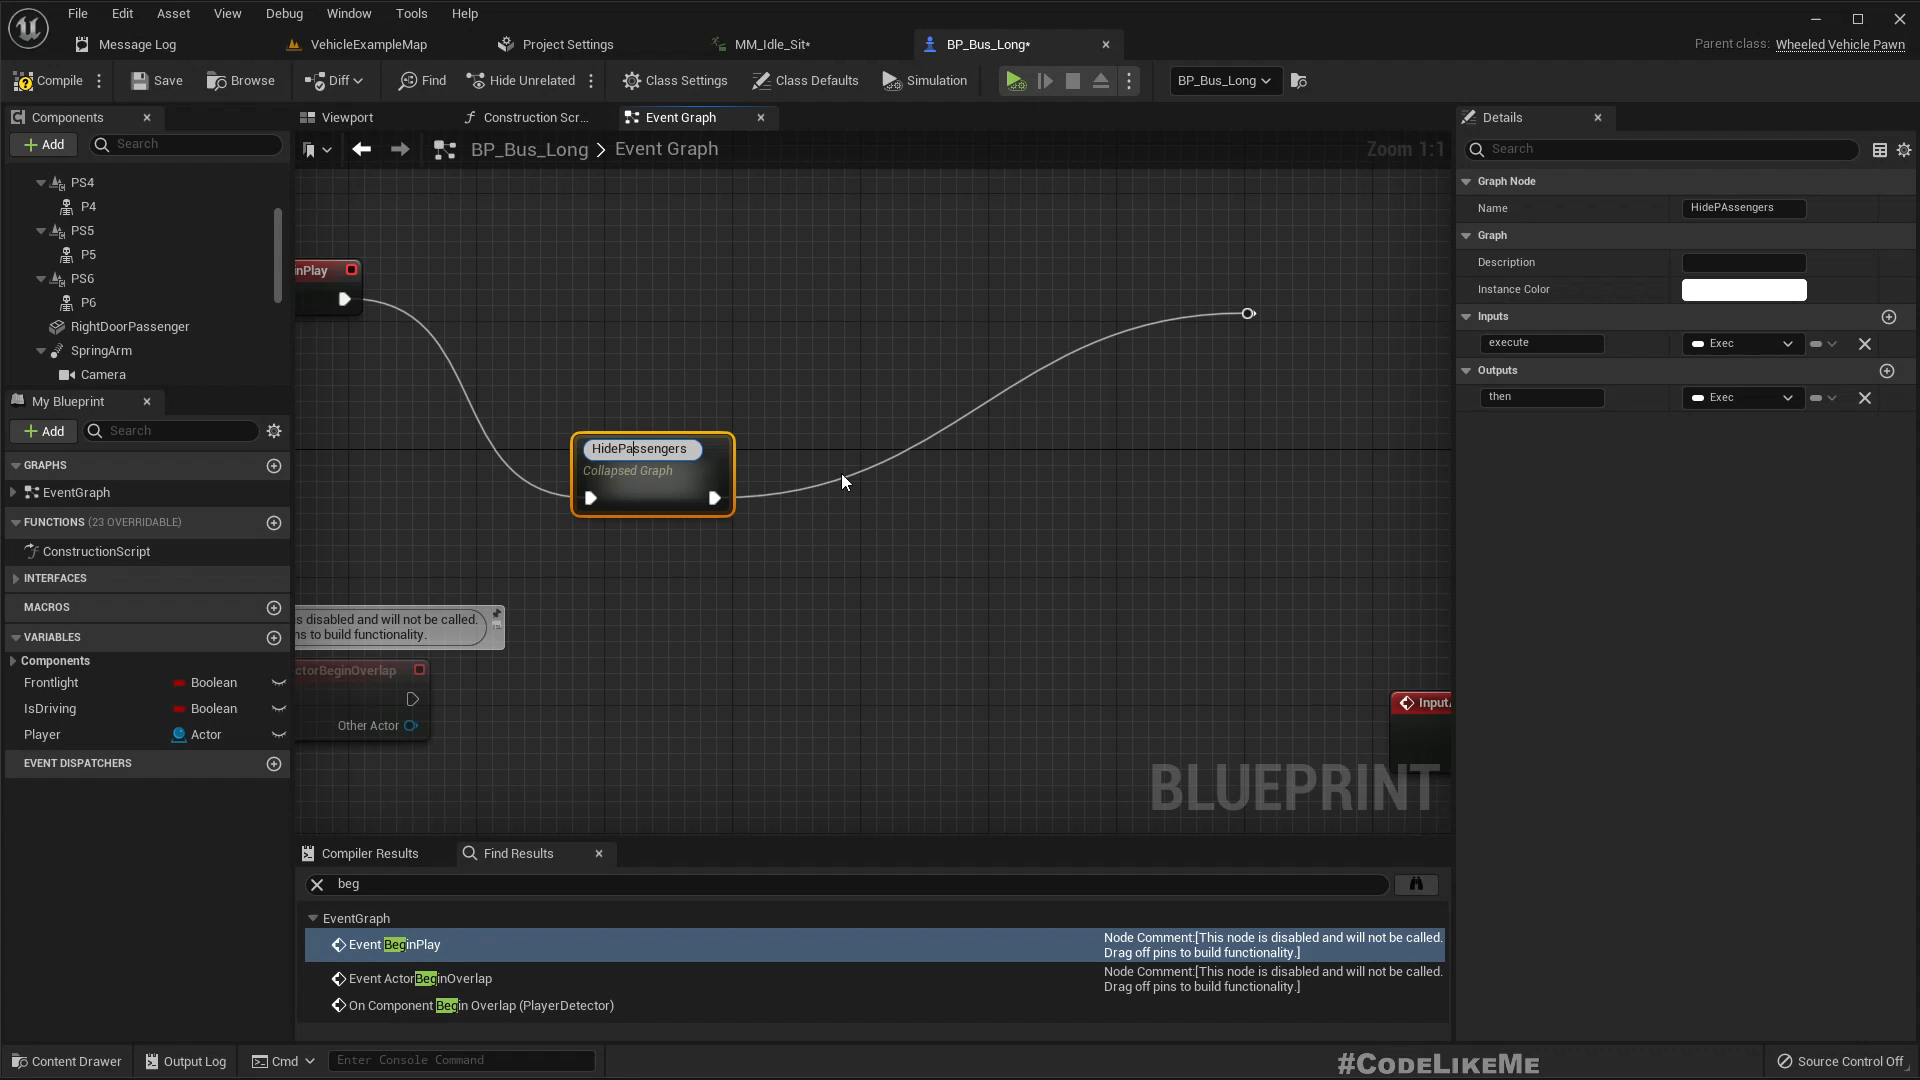 File Edit Asset View Debug Window Tools Help
Message Log VehicleExampleMap Project Settings MM_Idle_Sit* BP_Bus_Long* Parent class: Wheeled Vehicle Pawn
Compile Save Browse Diff Find Hide Unrelated Class Settings Class Defaults Simulation BP_Bus_Long
Components Viewport Construction Scr... Event Graph Details
Add Search BP_Bus_Long > Event Graph Zoom 1:1 Search
PS4
P4
PS5
P5
PS6
P6
RightDoorPassenger
SpringArm
Camera
My Blueprint
Add Search
GRAPHS
EventGraph
FUNCTIONS (23 OVERRIDABLE)
ConstructionScript
INTERFACES
MACROS
VARIABLES
Components
Frontlight Boolean
IsDriving Boolean
Player Actor
EVENT DISPATCHERS
inPlay
HidePassengers
Collapsed Graph
s disabled and will not be called.
ns to build functionality.
ctorBeginOverlap
Other Actor
Input
BLUEPRINT
Graph Node
Name HidePAssengers
Graph
Description
Instance Color
Inputs
execute Exec
Outputs
then Exec
Compiler Results Find Results
beg
EventGraph
Event BeginPlay Node Comment:[This node is disabled and will not be called.
Drag off pins to build functionality.]
Event ActorBeginOverlap Node Comment:[This node is disabled and will not be called.
Drag off pins to build functionality.]
On Component Begin Overlap (PlayerDetector)
Content Drawer Output Log Cmd Enter Console Command #CODELIKEME Source Control Off